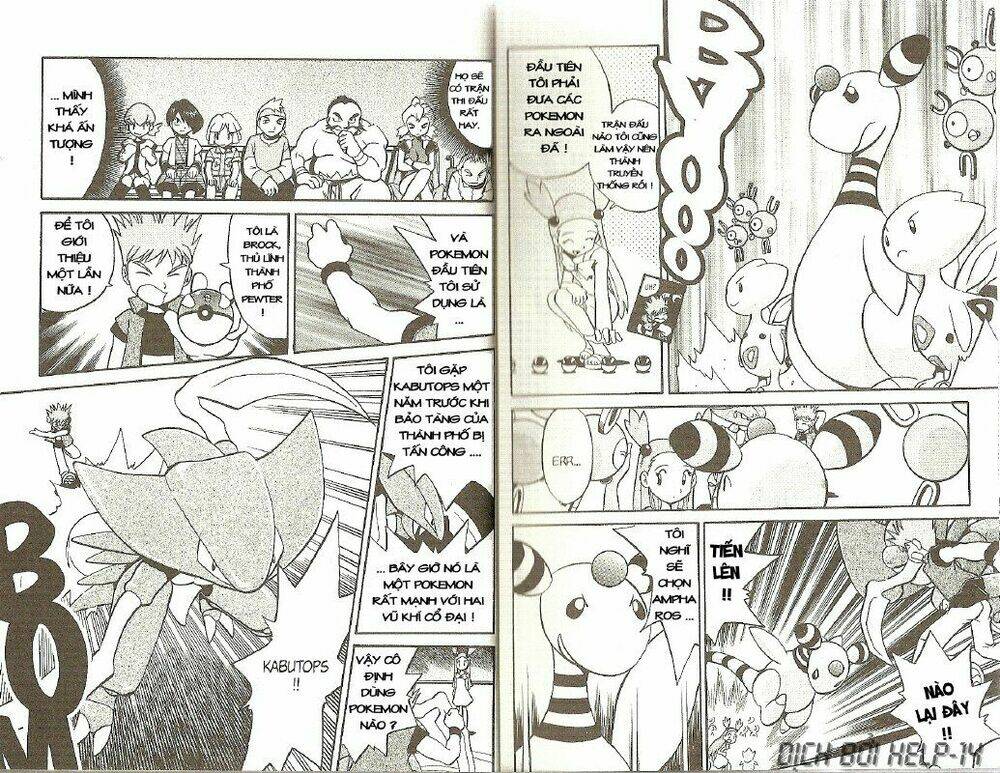 HỌ SẼ
CÓ TRẬN
THI ĐẤU
RẤT
HAY.
... MÌNH
THẤY
KHÁ ẤN
TƯỢNG !
ĐỂ TÔI
GIỚI
THIỆU
MỘT LẦN
NỮA !
TÔI LÀ
BROCK,
THỦ LĨNH
THÀNH
PHỐ
PEWTER
!
VÀ
POKEMON
ĐẦU TIÊN
TÔI SỬ
DỤNG LÀ
...
TÔI GẶP
KABUTOPS MỘT
NĂM TRƯỚC KHI
BẢO TÀNG CỦA
THÀNH PHỐ BỊ
TẤN CÔNG ....
... BÂY GIỜ NÓ LÀ
MỘT POKEMON
RẤT MẠNH VỚI HAI
VŨ KHÍ CỔ ĐẠI !
BOOM
KABUTOPS
!!
VẬY CÔ
ĐỊNH
DÙNG
POKEMON
NÀO ?
ĐẦU TIÊN
TÔI PHẢI
ĐƯA CÁC
POKEMON
RA NGOÀI
ĐÃ !
TRẬN ĐẤU
NÀO TÔI CŨNG
LÀM VẬY NÊN
THÀNH
TRUYỀN
THỐNG RỒI !
UH?
BYOOO
ERR...
TÔI
NGHĨ
SẼ
CHỌN
AMPHA
ROS ...
TIẾN
LÊN
!!
NÀO
LẠI ĐÂY
!!
DICH BỞI HELP-14